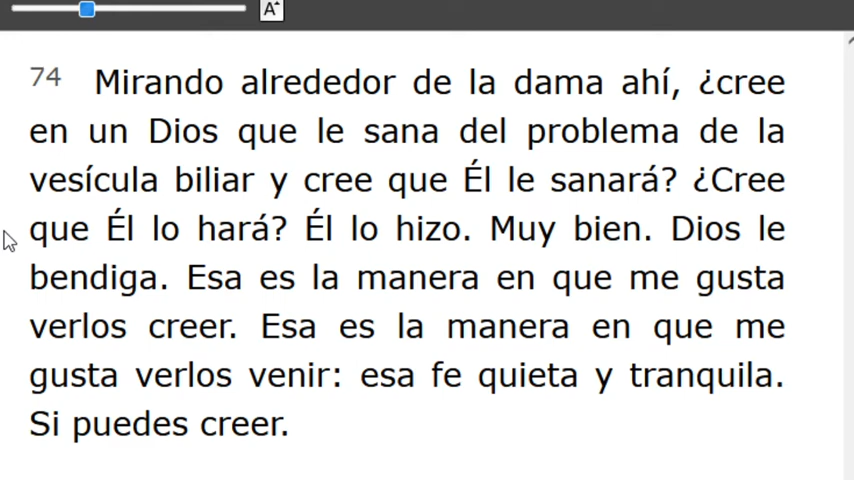 A
74 Mirando alrededor de la dama ahí, ¿cree
en un Dios que le sana del problema de la
vesícula biliar y cree que Él le sanará? ¿Cree
que Él lo hará? Él lo hizo. Muy bien. Dios le
bendiga. Esa es la manera en que me gusta
verlos creer. Esa es la manera en que me
gusta verlos venir: esa fe quieta y tranquila.
Si puedes creer.